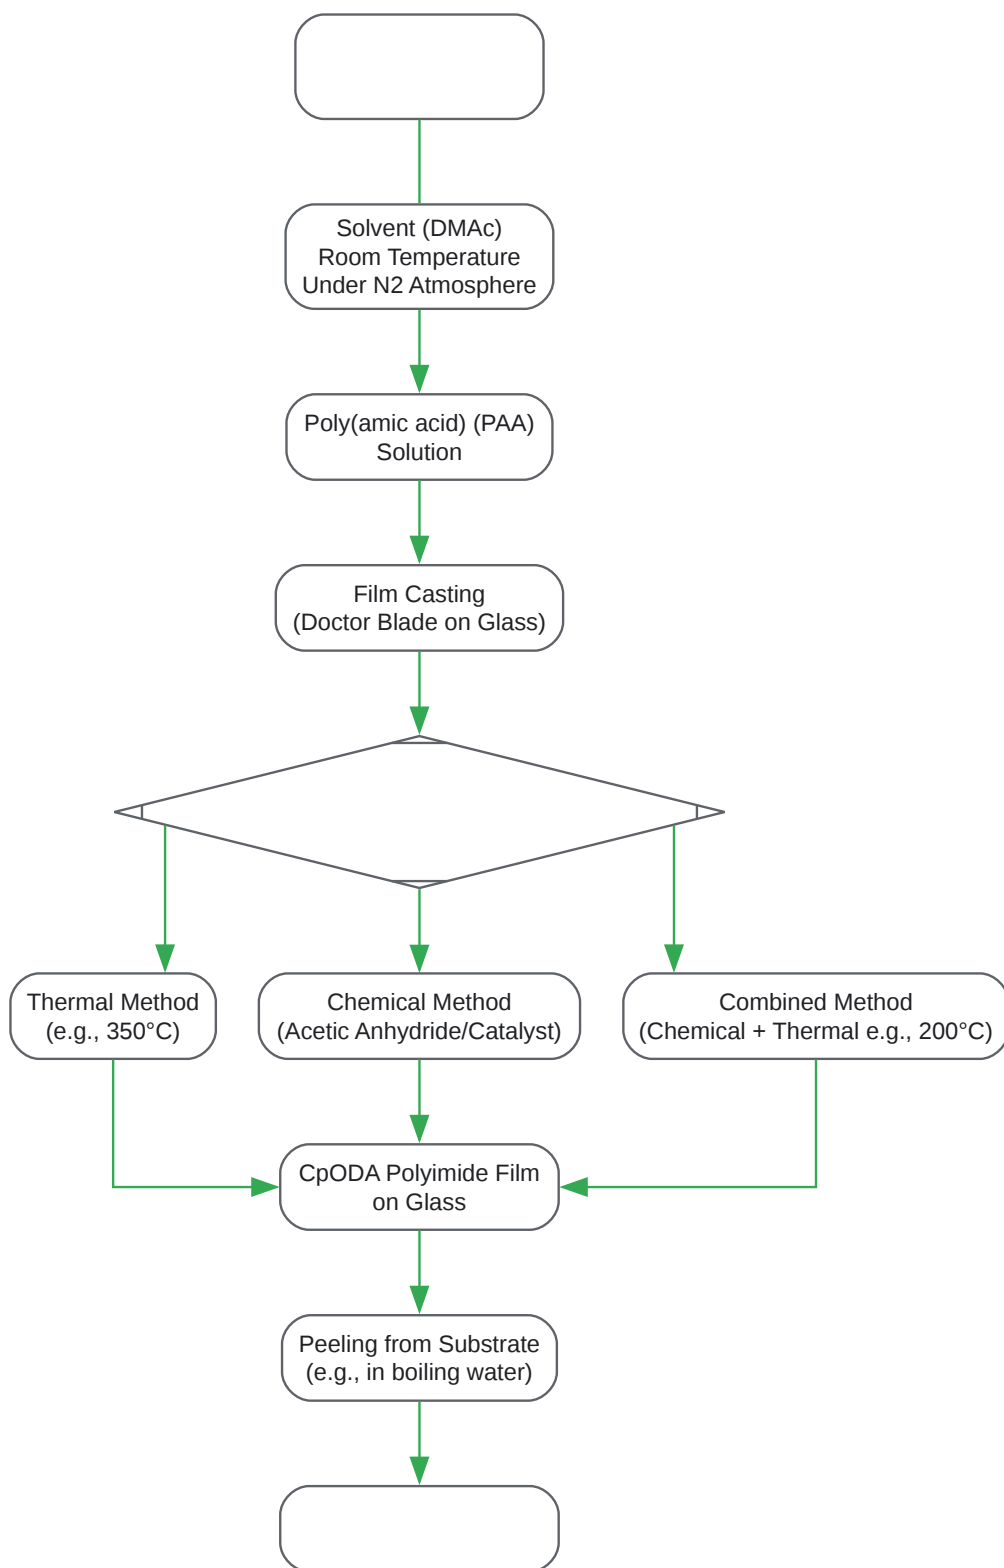 Solvent (DMAc)
Room Temperature
Under N2 Atmosphere
Poly(amic acid) (PAA)
Solution
Film Casting
(Doctor Blade on Glass)
Thermal Method
(e.g., 350°C)
Chemical Method
(Acetic Anhydride/Catalyst)
Combined Method
(Chemical + Thermal e.g., 200°C)
CpODA Polyimide Film
on Glass
Peeling from Substrate
(e.g., in boiling water)